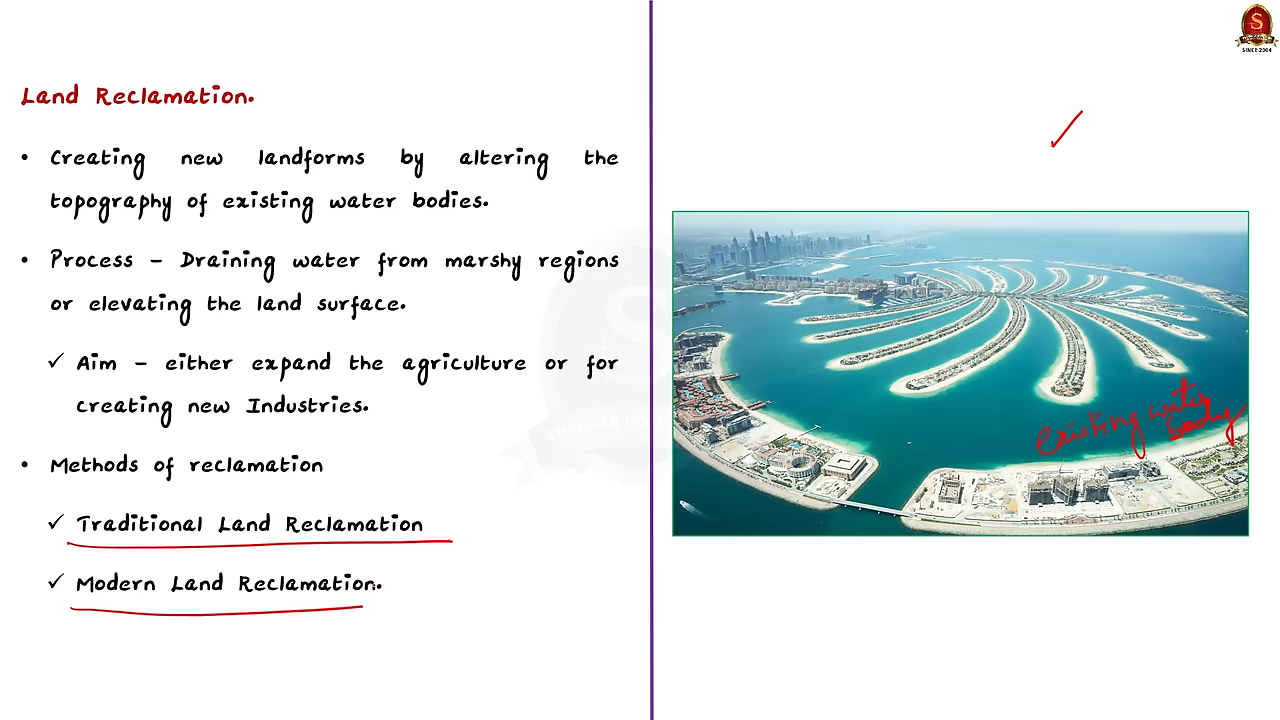 Land Reclamation.
• Creating new landforms by altering the
topography of existing water bodies.
• Process – Draining water from marshy regions
or elevating the land surface.
✓ Aim – either expand the agriculture or for
creating new Industries.
• Methods of reclamation
✓ Traditional Land Reclamation
✓ Modern Land Reclamation.
S
SINCE 2004
existing water
body